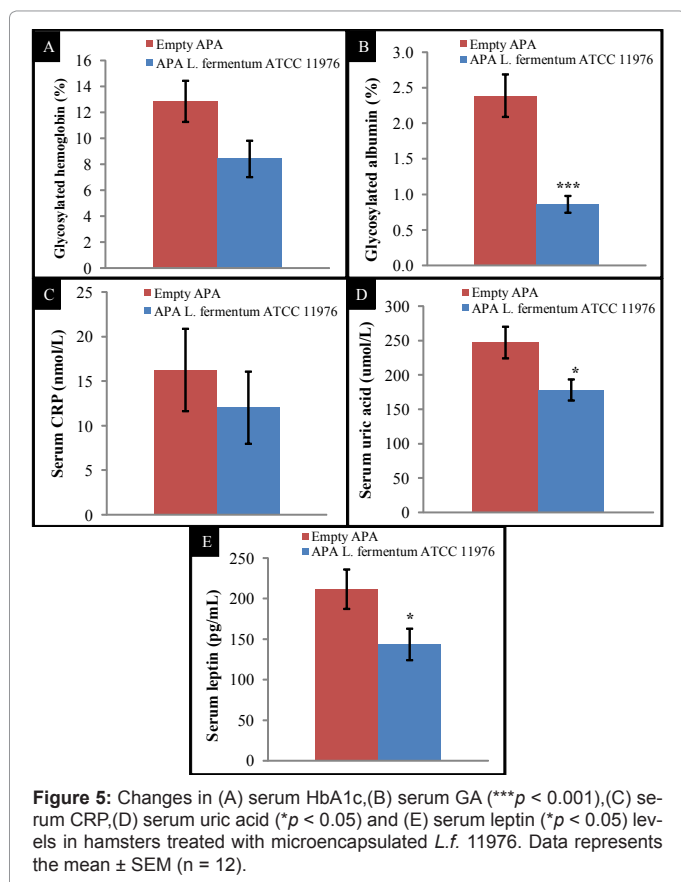 A
Empty APA
APA L. fermentum ATCC 11976
Glycosylated hemoglobin (%)
16
14
12
10
8
6
4
2
0
B
Empty APA
APA L. fermentum ATCC 11976
Glycosylated albumin (%)
3.0
2.5
2.0
1.5
1.0
0.5
0.0
***
C
Empty APA
APA L. fermentum ATCC 11976
Serum CRP (nmol/L)
25
20
15
10
5
0
D
Empty APA
APA L. fermentum ATCC 11976
Serum uric acid (umol/L)
300
250
200
150
100
50
0
*
E
Empty APA
APA L. fermentum ATCC 11976
Serum leptin (pg/mL)
250
200
150
100
50
0
*
Figure 5: Changes in (A) serum HbA1c,(B) serum GA (***p < 0.001),(C) se-
rum CRP,(D) serum uric acid (*p < 0.05) and (E) serum leptin (*p < 0.05) lev-
els in hamsters treated with microencapsulated L.f. 11976. Data represents
the mean ± SEM (n = 12).